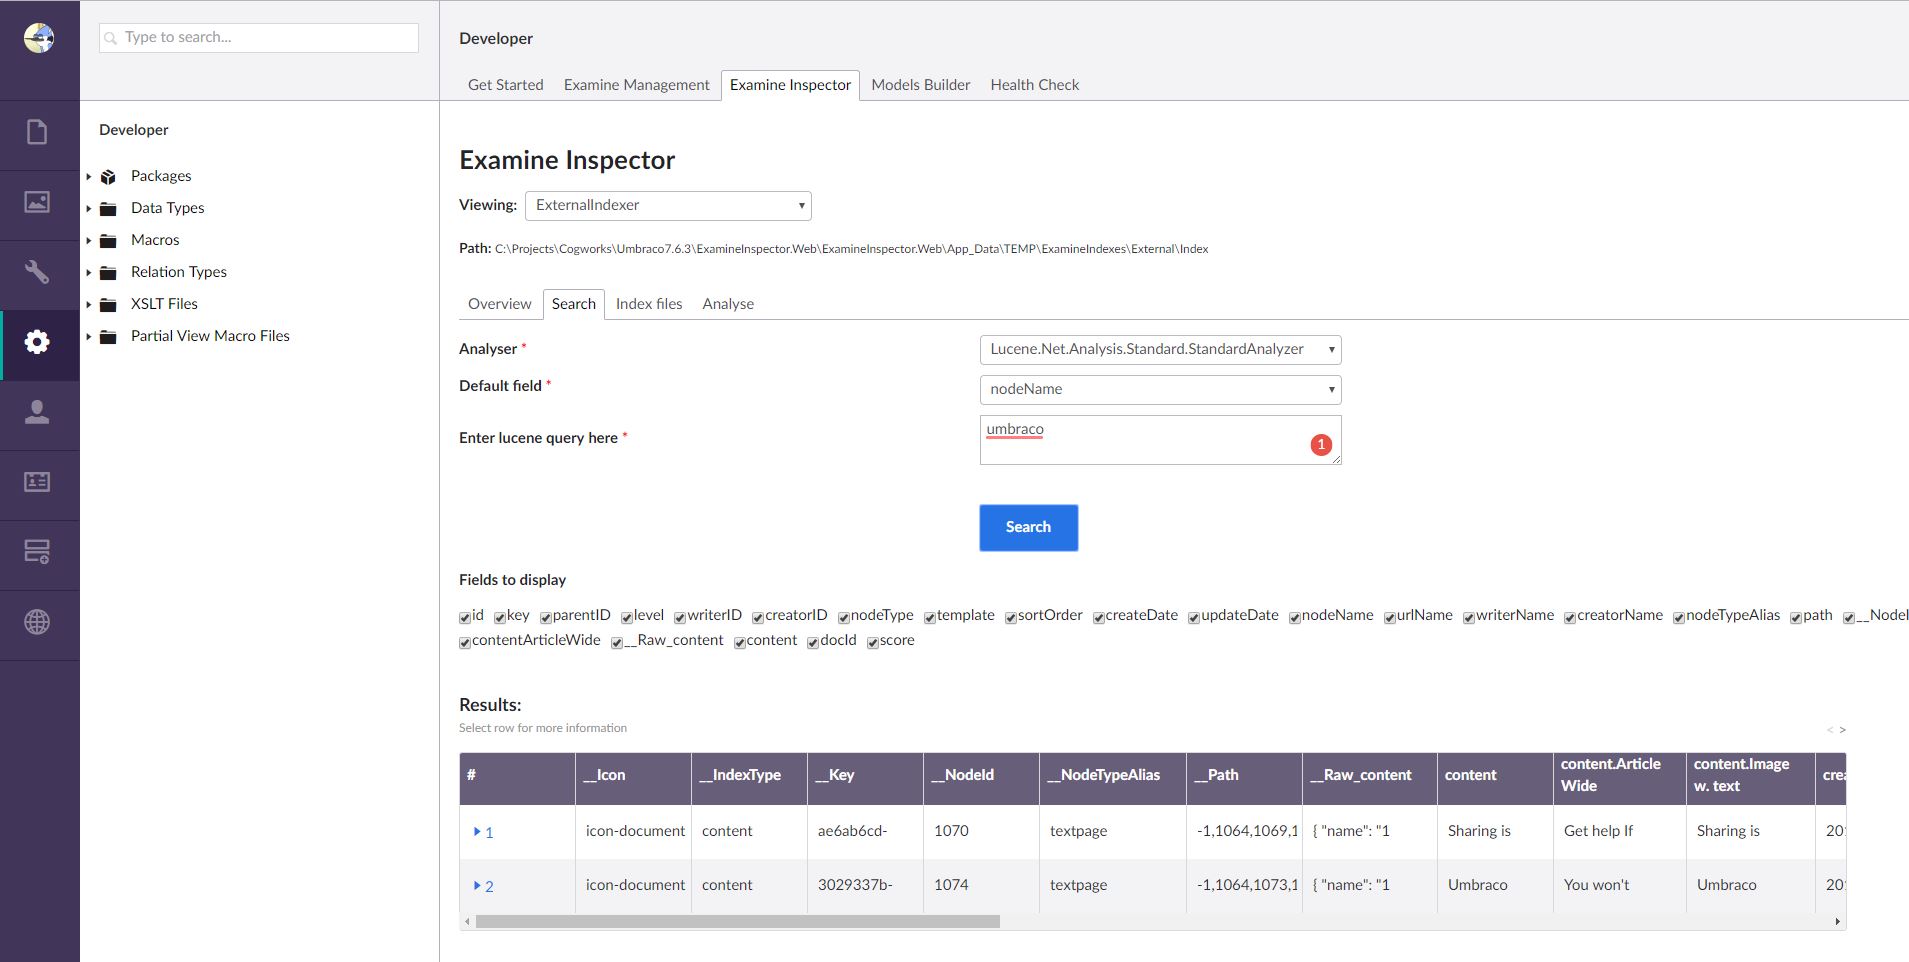 Type to search...
Developer
Get Started Examine Management Examine Inspector Models Builder Health Check
Developer
Packages
Data Types
Macros
Relation Types
XSLT Files
Partial View Macro Files
Examine Inspector
Viewing: ExternalIndexer
Path: C:\Projects\Cogworks\Umbraco7.6.3\ExamineInspector.Web\ExamineInspector.Web\App_Data\TEMP\ExamineIndexes\External\Index
Overview Search Index files Analyse
Analyser * Lucene.Net.Analysis.Standard.StandardAnalyzer
Default field * nodeName
Enter lucene query here * umbraco
1
Search
Fields to display
id key parentID level writerID creatorID nodeType template sortOrder createDate updateDate nodeName urlName writerName creatorName nodeTypeAlias path
contentArticleWide __Raw_content content docId score
Results:
Select row for more information
< >
# __Icon __IndexType __Key __NodeId __NodeTypeAlias __Path __Raw_content content content.Article Wide content.Image w. text
1 icon-document content ae6ab6cd- 1070 textpage -1,1064,1069,1 { "name": "1 Sharing is Get help If Sharing is
2 icon-document content 3029337b- 1074 textpage -1,1064,1073,1 { "name": "1 Umbraco You won't Umbraco